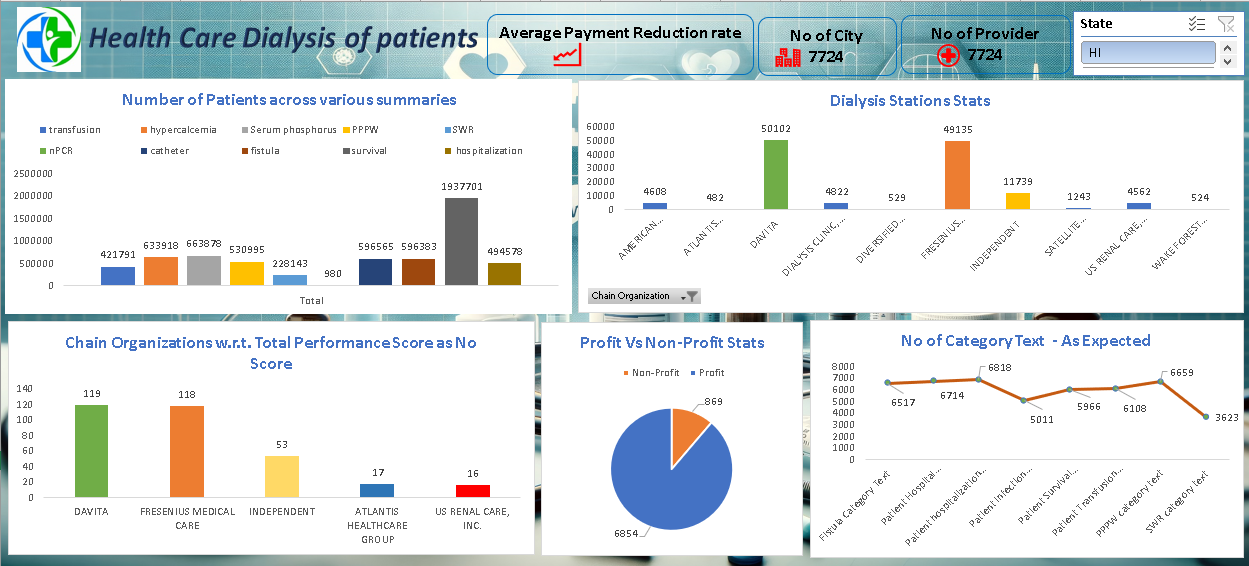 Health Care Dialysis of patients
Average Payment Reduction rate
No of City
7724
No of Provider
7724
State
HI
Number of Patients across various summaries
transfusion
hypercalcemia
Serum phosphorus
PPPW
SWR
nPCR
catheter
fistula
survival
hospitalization
2500000
2000000
1500000
1000000
500000
0
421791
633918
663878
530995
228143
980
596565
596383
1937701
494578
Total
Dialysis Stations Stats
60000
50000
40000
30000
20000
10000
0
4608
482
50102
4822
529
49135
11739
1243
4562
524
AMERICAN...
ATLANTIS...
DAVITA
DIALYSIS CLINIC,...
DIVERSIFIED...
FRESENIUS...
INDEPENDENT
SATELLITE...
US RENAL CARE,...
WAKE FOREST...
Chain Organization
Chain Organizations w.r.t. Total Performance Score as No
Score
140
120
100
80
60
40
20
0
119
118
53
17
16
DAVITA
FRESENIUS MEDICAL
CARE
INDEPENDENT
ATLANTIS
HEALTHCARE
GROUP
US RENAL CARE,
INC.
Profit Vs Non-Profit Stats
Non-Profit
Profit
869
6854
No of Category Text - As Expected
8000
7000
6000
5000
4000
3000
2000
1000
0
6517
6714
6818
5011
5966
6108
6659
3623
Fistula Category Text
Patient Hospital...
Patient hospitalization...
Patient Infection...
Patient Survival...
Patient Transfusion...
PPPW category text
SWR category text